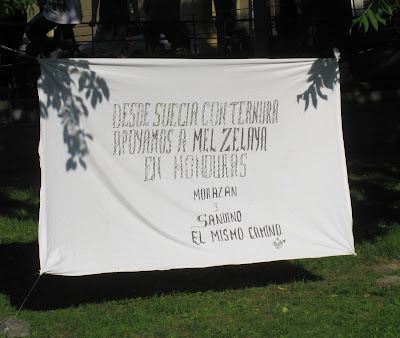 DESDE SUECIA CON TERNURA
APOYAMOS A MEL ZELAYA
EN HONDURAS
MORAZAN
Y
SANDINO
EL MISMO CAMINO.